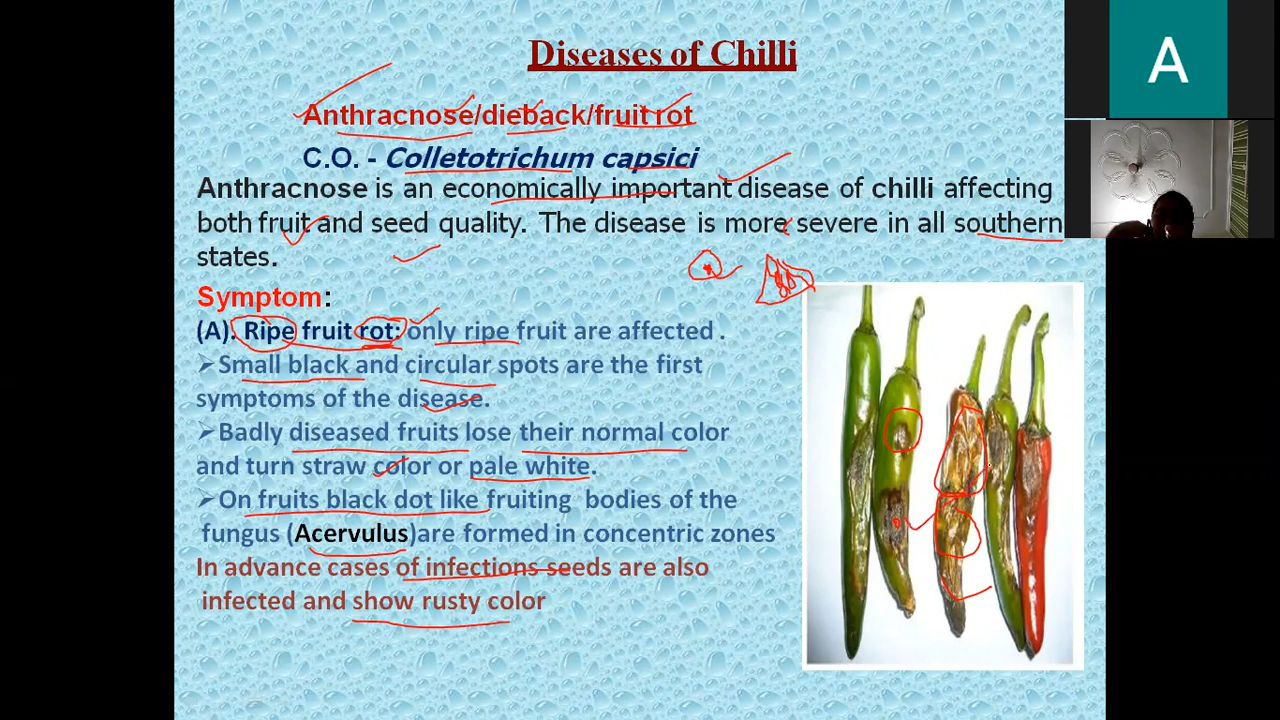 Diseases of Chilli
A
Anthracnose/dieback/fruit rot
C.O. - Colletotrichum capsici
Anthracnose is an economically important disease of chilli affecting
both fruit and seed quality. The disease is more severe in all southern
states.
Symptom:
(A). Ripe fruit rot: only ripe fruit are affected .
➢Small black and circular spots are the first
symptoms of the disease.
➢Badly diseased fruits lose their normal color
and turn straw color or pale white.
➢On fruits black dot like fruiting bodies of the
fungus (Acervulus)are formed in concentric zones
In advance cases of infections seeds are also
infected and show rusty color